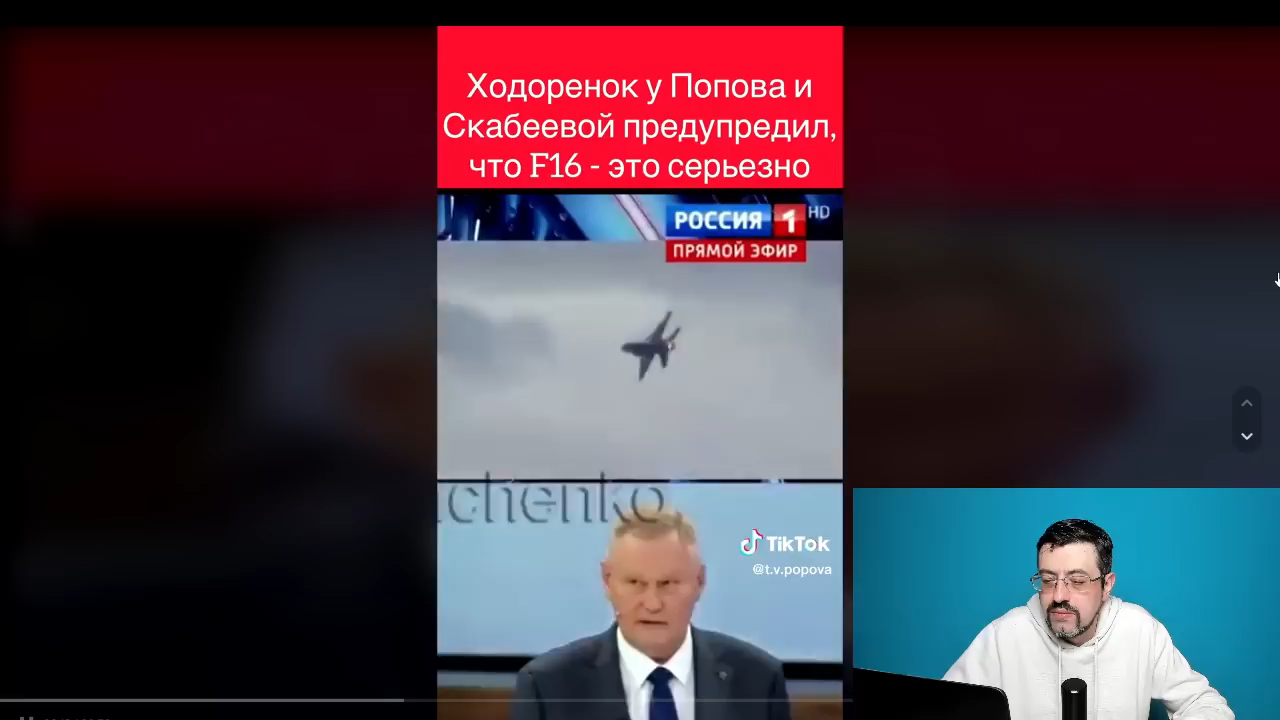 Ходоренок у Попова и
Скабеевой предупредил,
что F16 - это серьезно
РОССИЯ 1 HD
ПРЯМОЙ ЭФИР
chenko,
TikTok
@t.v.popova